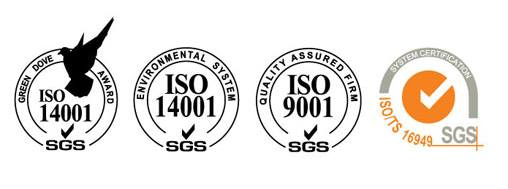 GREEN DOVE AWARD
ISO
14001
SGS
ENVIRONMENTAL SYSTEM
ISO
14001
SGS
QUALITY ASSURED FIRM
ISO
9001
SGS
SYSTEM CERTIFICATION
ISO/TS 16949
SGS